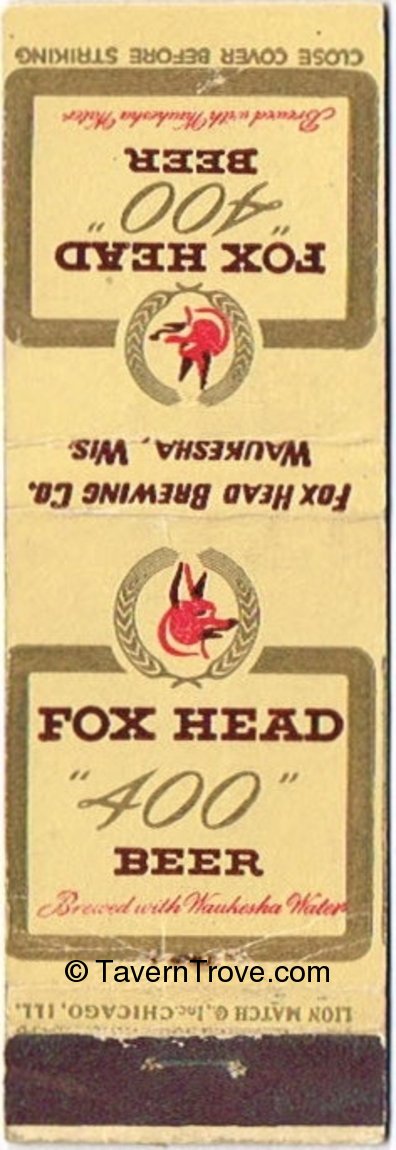 CLOSE COVER BEFORE STRIKING
Brewed with Waukesha Water
BEER
"400"
FOX HEAD
WAUKESHA, WIS.
FOX HEAD BREWING CO.
FOX HEAD
"400"
BEER
Brewed with Waukesha Water
© TavernTrove.com
LION MATCH Co., Inc. CHICAGO, ILL.